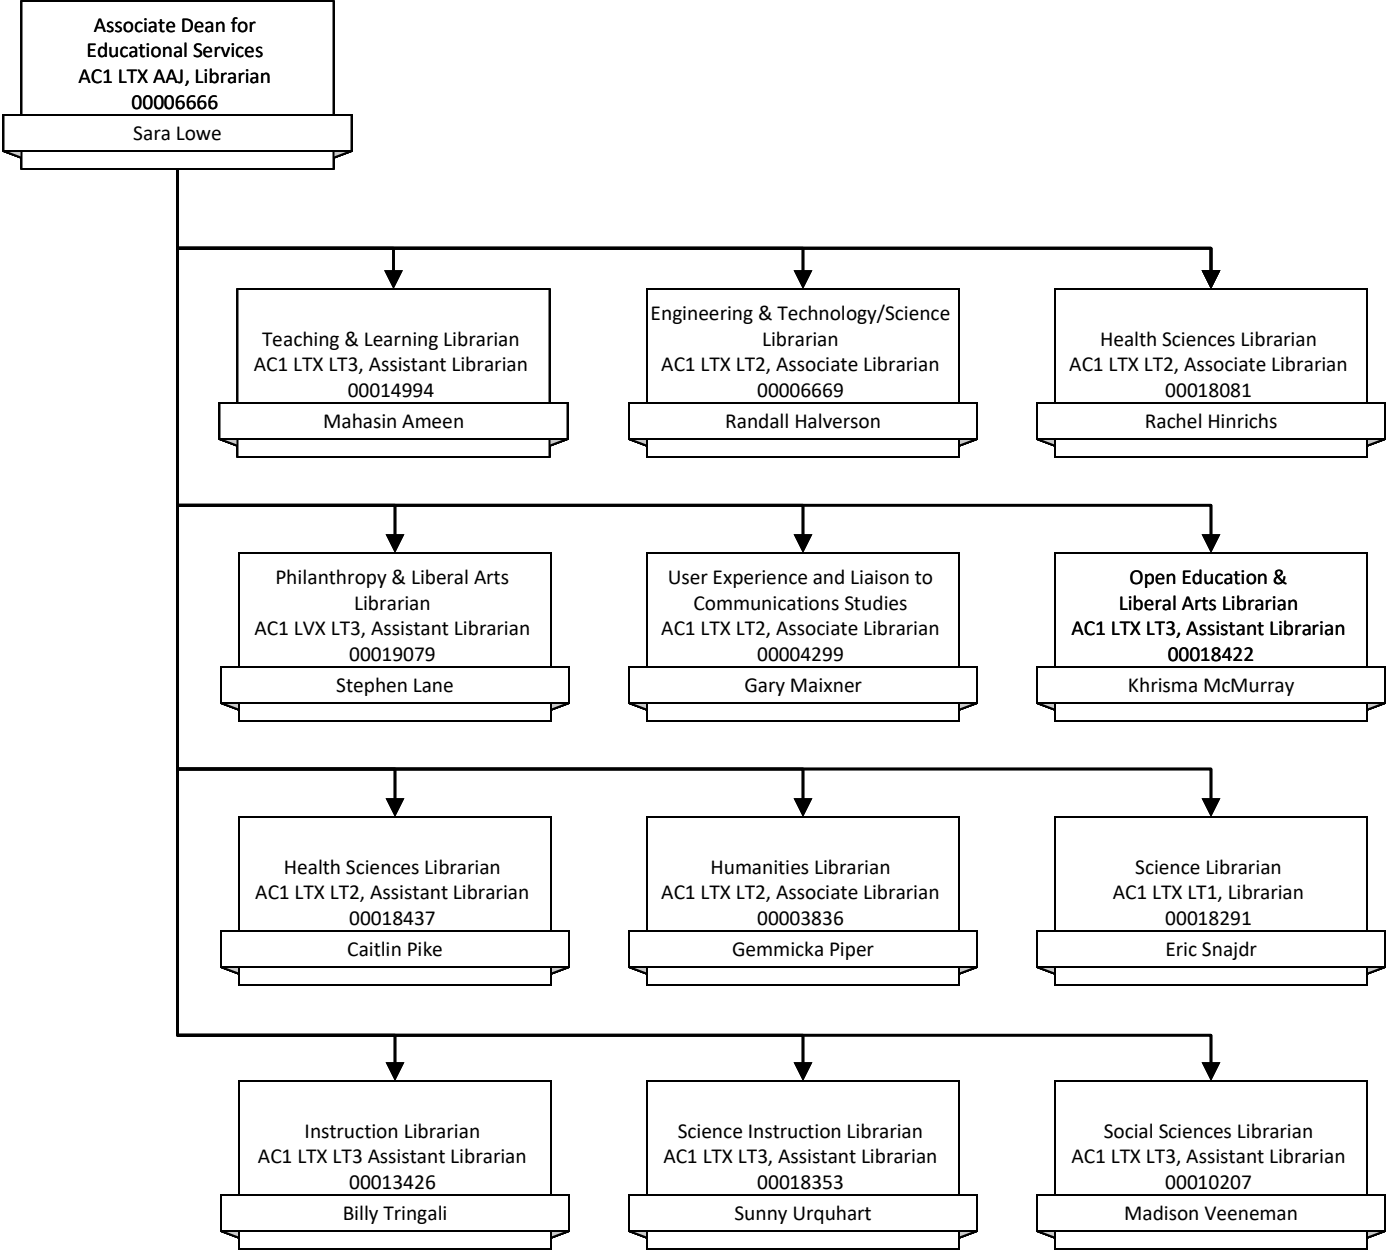 Associate Dean for
Educational Services
AC1 LTX AAJ, Librarian
00006666
Sara Lowe
Teaching & Learning Librarian
AC1 LTX LT3, Assistant Librarian
00014994
Mahasin Ameen
Engineering & Technology/Science
Librarian
AC1 LTX LT2, Associate Librarian
00006669
Randall Halverson
Health Sciences Librarian
AC1 LTX LT2, Associate Librarian
00018081
Rachel Hinrichs
Philanthropy & Liberal Arts
Librarian
AC1 LVX LT3, Assistant Librarian
00019079
Stephen Lane
User Experience and Liaison to
Communications Studies
AC1 LTX LT2, Associate Librarian
00004299
Gary Maixner
Open Education &
Liberal Arts Librarian
AC1 LTX LT3, Assistant Librarian
00018422
Khrisma McMurray
Health Sciences Librarian
AC1 LTX LT2, Assistant Librarian
00018437
Caitlin Pike
Humanities Librarian
AC1 LTX LT2, Associate Librarian
00003836
Gemmicka Piper
Science Librarian
AC1 LTX LT1, Librarian
00018291
Eric Snajdr
Instruction Librarian
AC1 LTX LT3 Assistant Librarian
00013426
Billy Tringali
Science Instruction Librarian
AC1 LTX LT3, Assistant Librarian
00018353
Sunny Urquhart
Social Sciences Librarian
AC1 LTX LT3, Assistant Librarian
00010207
Madison Veeneman